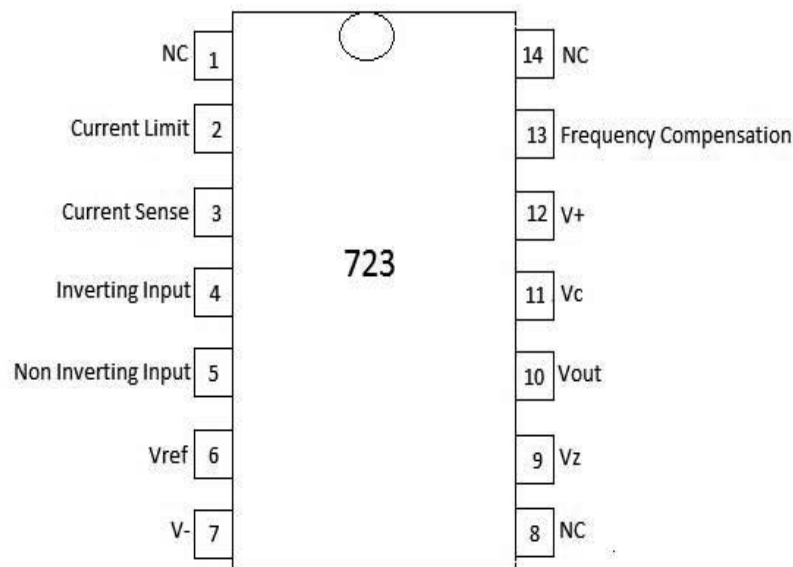 NC 1
Current Limit 2
Current Sense 3
Inverting Input 4
Non Inverting Input 5
Vref 6
V- 7
723
14 NC
13 Frequency Compensation
12 V+
11 Vc
10 Vout
9 Vz
8 NC